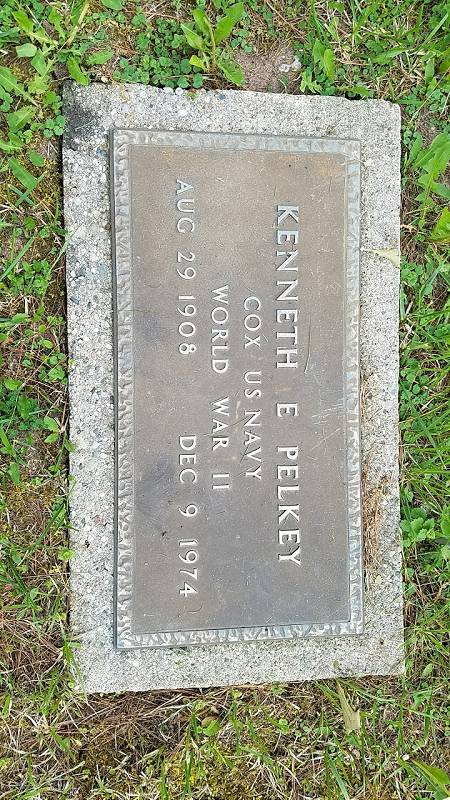 KENNETH E PELKEY
COX US NAVY
WORLD WAR II
AUG 29 1908 DEC 9 1974